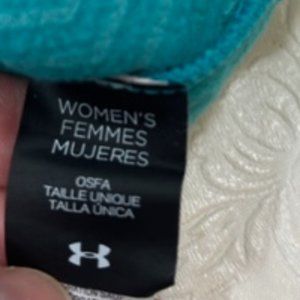 WOMEN'S
FEMMES
MUJERES
OSFA
TAILLE UNIQUE
TALLA ÚNICA